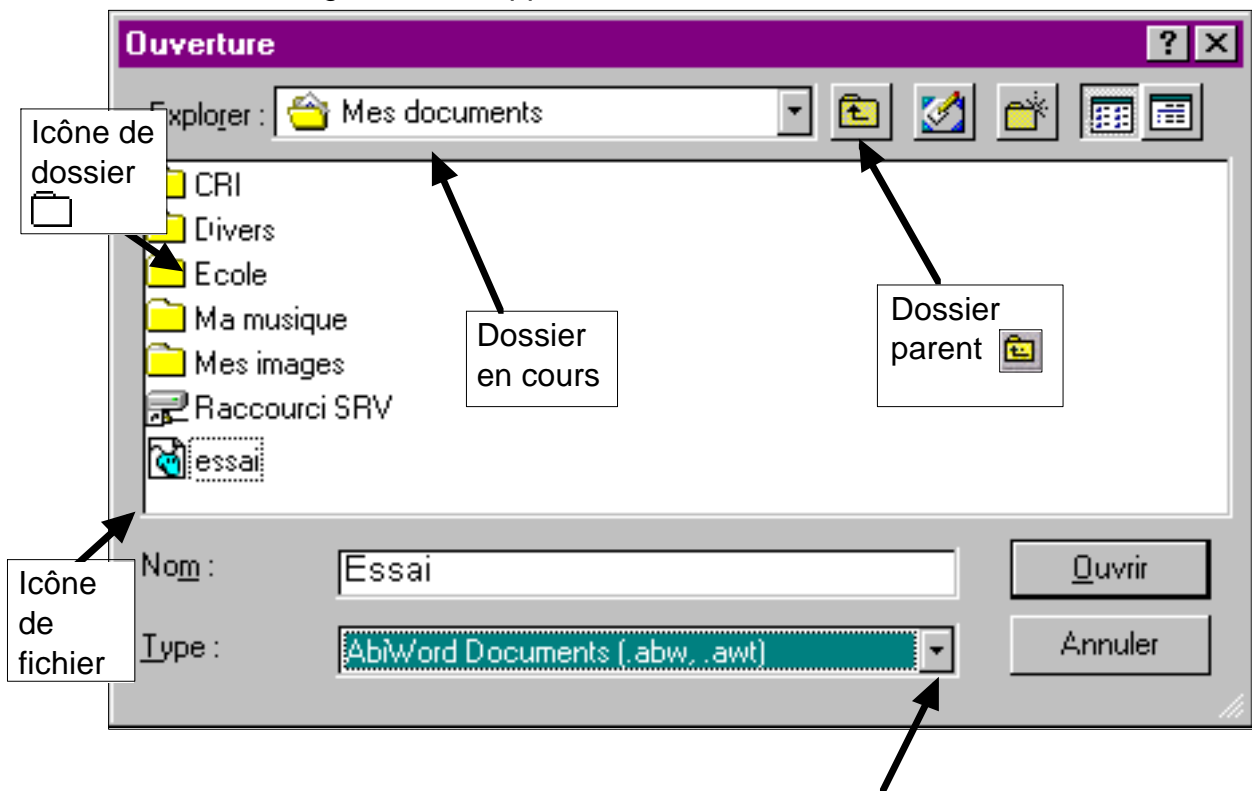 Ouverture
Explorer : Mes documents
Icône de
dossier
CRI
Divers
Ecole
Ma musique
Mes images
Raccourci SRV
essai
Dossier
en cours
Dossier
parent
Icône
de
fichier
Nom :
Essai
Ouvrir
Type :
AbiWord Documents (.abw, .awt)
Annuler